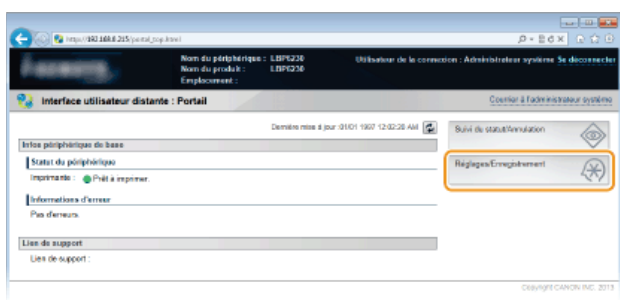 http://192.168.0.215/portal_top.html
Nom du périphérique : LBP6230
Nom du produit : LBP6230
Emplacement :
Utilisateur de la connexion : Administrateur système Se déconnecter
Interface utilisateur distante : Portail
Courrier à l'administrateur système
Dernière mise à jour :01/01 1997 12:02:28 AM
Infos périphérique de base
Statut du périphérique
Imprimante : Prêt à imprimer.
Informations d'erreur
Pas d'erreurs.
Lien de support
Lien de support :
Suivi du statut/Annulation
Réglages/Enregistrement
Copyright CANON INC. 2013